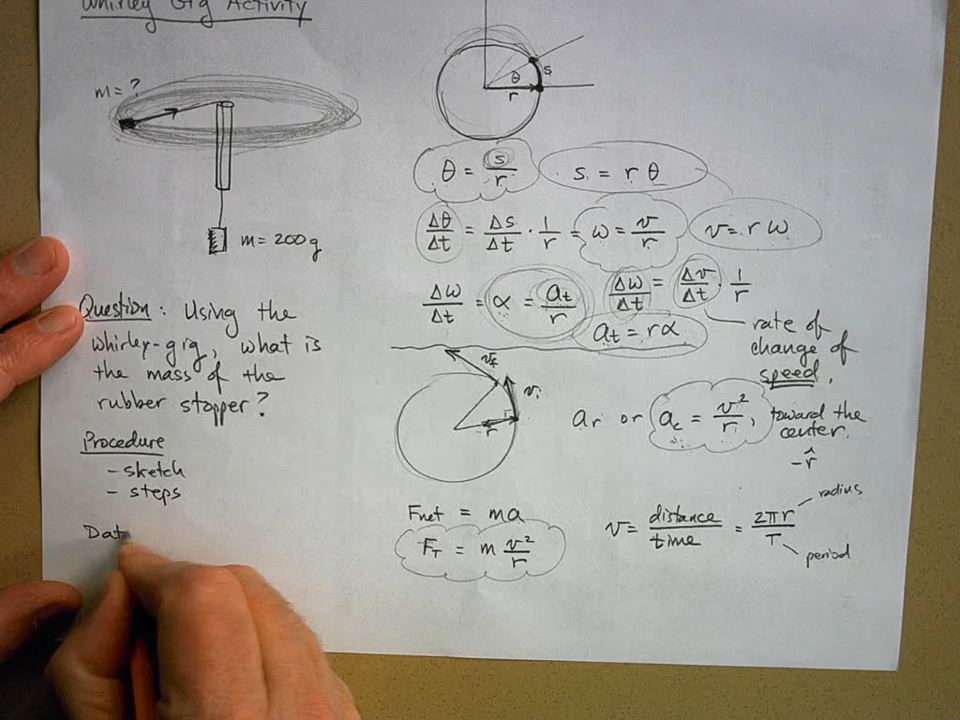 Whirley Gig Activity
m = ?
m = 200g
Question: Using the
whirley-gig, what is
the mass of the
rubber stopper?
Procedure
- sketch
- steps
Dat
θ
s
r
θ = s/r
s = r θ
Δθ/Δt = Δs/Δt · 1/r = ω = v/r
v = r ω
Δω/Δt = α = at/r
Δω/Δt = Δv/Δt · 1/r
at = rα
rate of
change of
speed.
vf
vi
r
r
ar or ac = v²/r, toward the
center.
-r̂
Fnet = ma
FT = m v²/r
v = distance/time = 2πr/T
radius
period